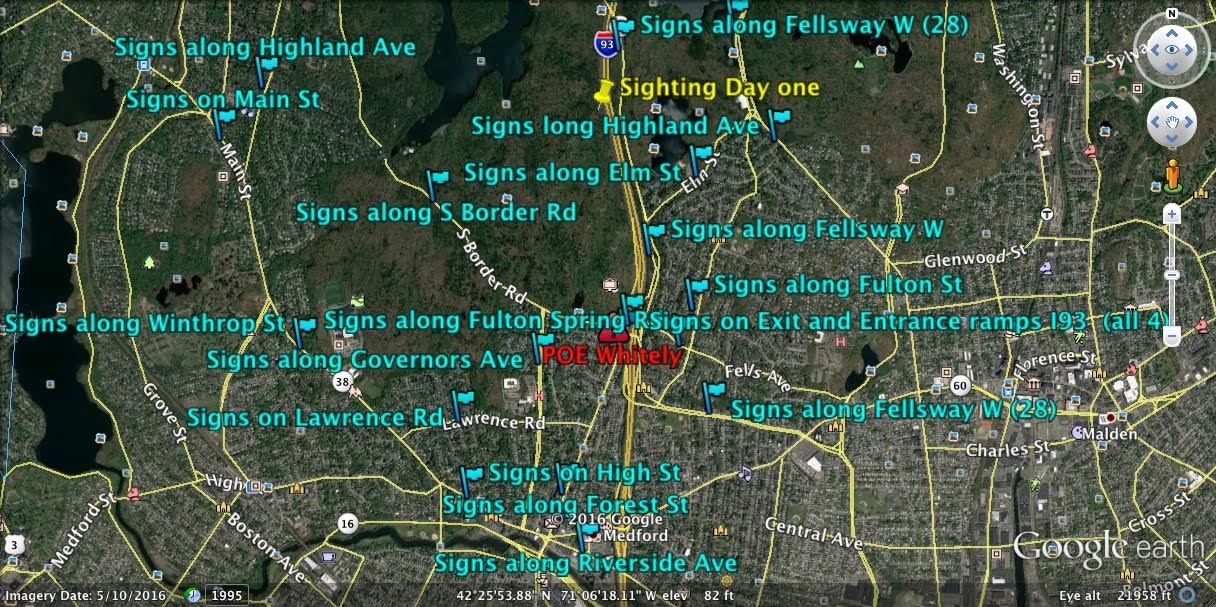 N
Signs along Fellsway W (28)
Signs along Highland Ave
93
Washington St
Sylva
Sighting Day one
Signs on Main St
Signs long Highland Ave
Main St
Signs along Elm St
Elm St
Signs along S Border Rd
T
Signs along Fellsway W
S Border Rd
Glenwood St
Signs along Fulton St
Signs along Winthrop St
Signs along Fulton Spring R
Signs on Exit and Entrance ramps I93 (all 4)
Signs along Governors Ave
POE Whitely
Florence St
38
Fells Ave
60
Grove St
Signs on Lawrence Rd
Lawrence Rd
Signs along Fellsway W (28)
Malden
Charles St
Signs on High St
High
Medford St
Signs along Forest St
Cross St
16
Boston Ave
© 2016 Google
Medford
Central Ave
3
Google earth
Signs along Riverside Ave
Imagery Date: 5/10/2016
1995
42°25'53.88" N 71°06'18.11" W elev 82 ft
Eye alt 21958 ft